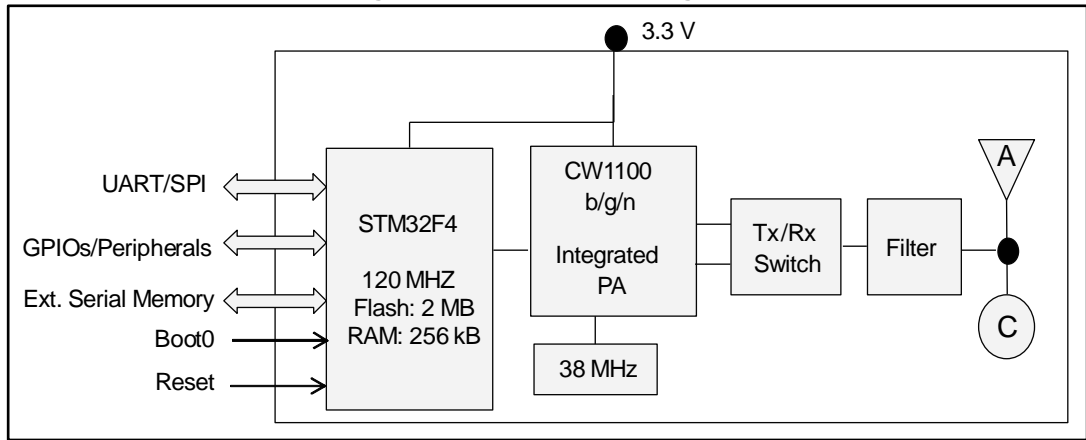 3.3 V
UART/SPI
GPIOs/Peripherals
Ext. Serial Memory
Boot0
Reset
STM32F4
120 MHZ
Flash: 2 MB
RAM: 256 kB
CW1100
b/g/n
Integrated
PA
38 MHz
Tx/Rx
Switch
Filter
A
C